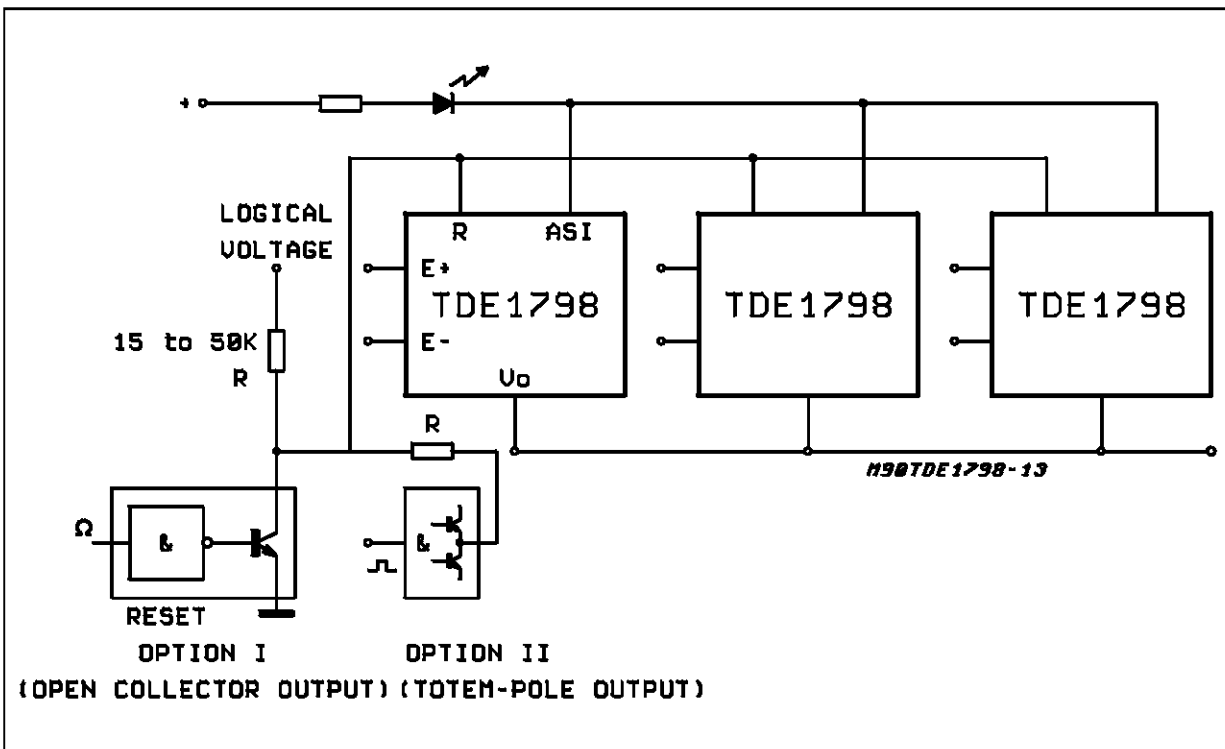 +
LOGICAL
VOLTAGE
R ASI
E+
TDE1798 TDE1798 TDE1798
15 to 50K
E-
R
Vo
R
M90TDE1798-13
Ω
& &
RESET
OPTION I OPTION II
(OPEN COLLECTOR OUTPUT) (TOTEM-POLE OUTPUT)